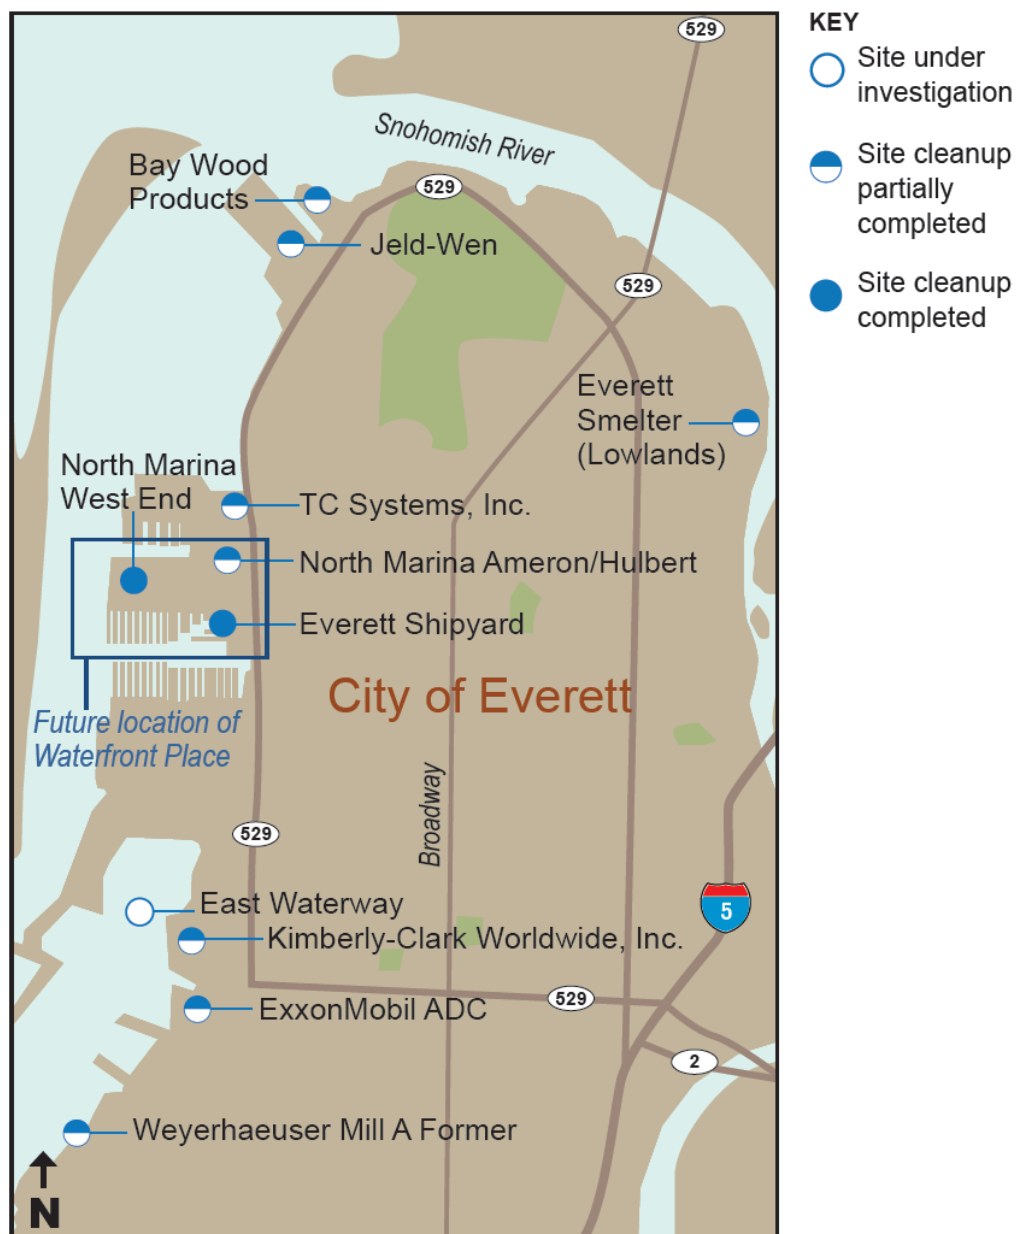 KEY
Site under
investigation
Site cleanup
partially
completed
Site cleanup
completed
529
Snohomish River
Bay Wood
Products
529
Jeld-Wen
529
Everett
Smelter
(Lowlands)
North Marina
West End
TC Systems, Inc.
North Marina Ameron/Hulbert
Everett Shipyard
City of Everett
Future location of
Waterfront Place
Broadway
529
5
East Waterway
Kimberly-Clark Worldwide, Inc.
529
ExxonMobil ADC
2
Weyerhaeuser Mill A Former
N